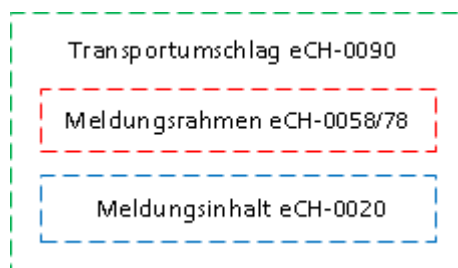 Transportumschlag eCH-0090
Meldungsrahmen eCH-0058/78
Meldungsinhalt eCH-0020